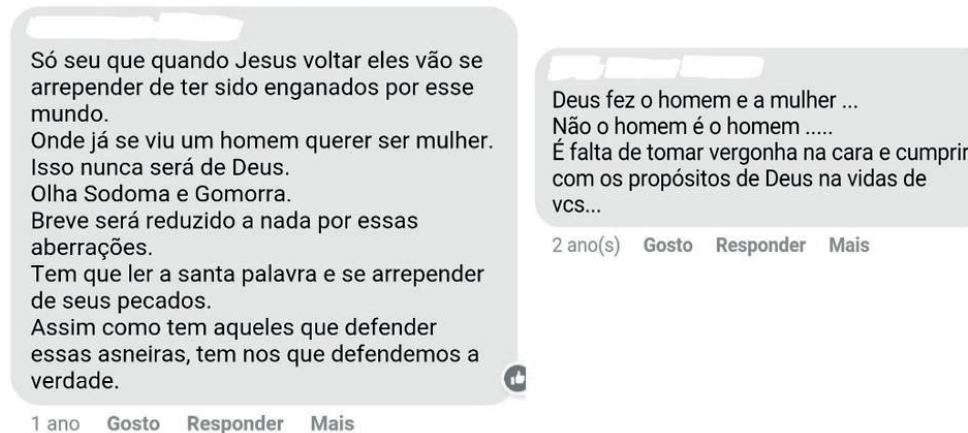 Só seu que quando Jesus voltar eles vão se
arrepender de ter sido enganados por esse
mundo.
Onde já se viu um homem querer ser mulher.
Isso nunca será de Deus.
Olha Sodoma e Gomorra.
Breve será reduzido a nada por essas
aberrações.
Tem que ler a santa palavra e se arrepender
de seus pecados.
Assim como tem aqueles que defender
essas asneiras, tem nos que defendemos a
verdade.
1 ano Gosto Responder Mais
Deus fez o homem e a mulher ...
Não o homem é o homem .....
É falta de tomar vergonha na cara e cumprir
com os propósitos de Deus na vidas de
vcs...
2 ano(s) Gosto Responder Mais